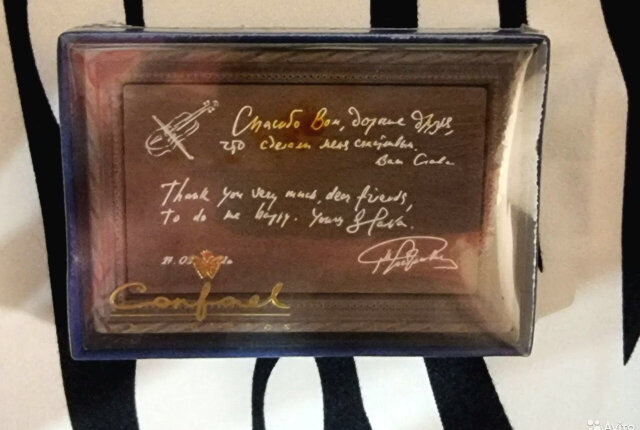 Спасибо Вам, дорогие друзья,
что сделали меня счастливым.
Ваш Слава
Thank you very much, dear friends,
to do me happy. Yours Slava.
Confael
Avito